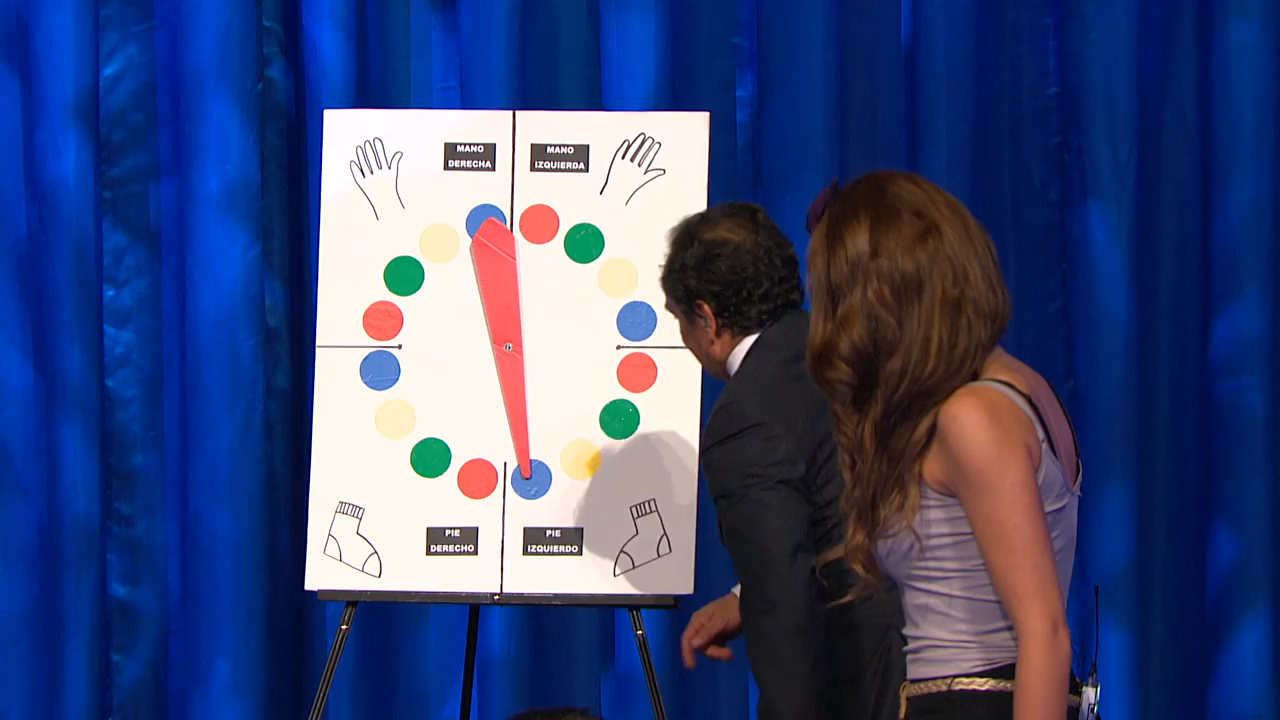 MANO
DERECHA
MANO
IZQUIERDA
PIE
DERECHO
PIE
IZQUIERDO